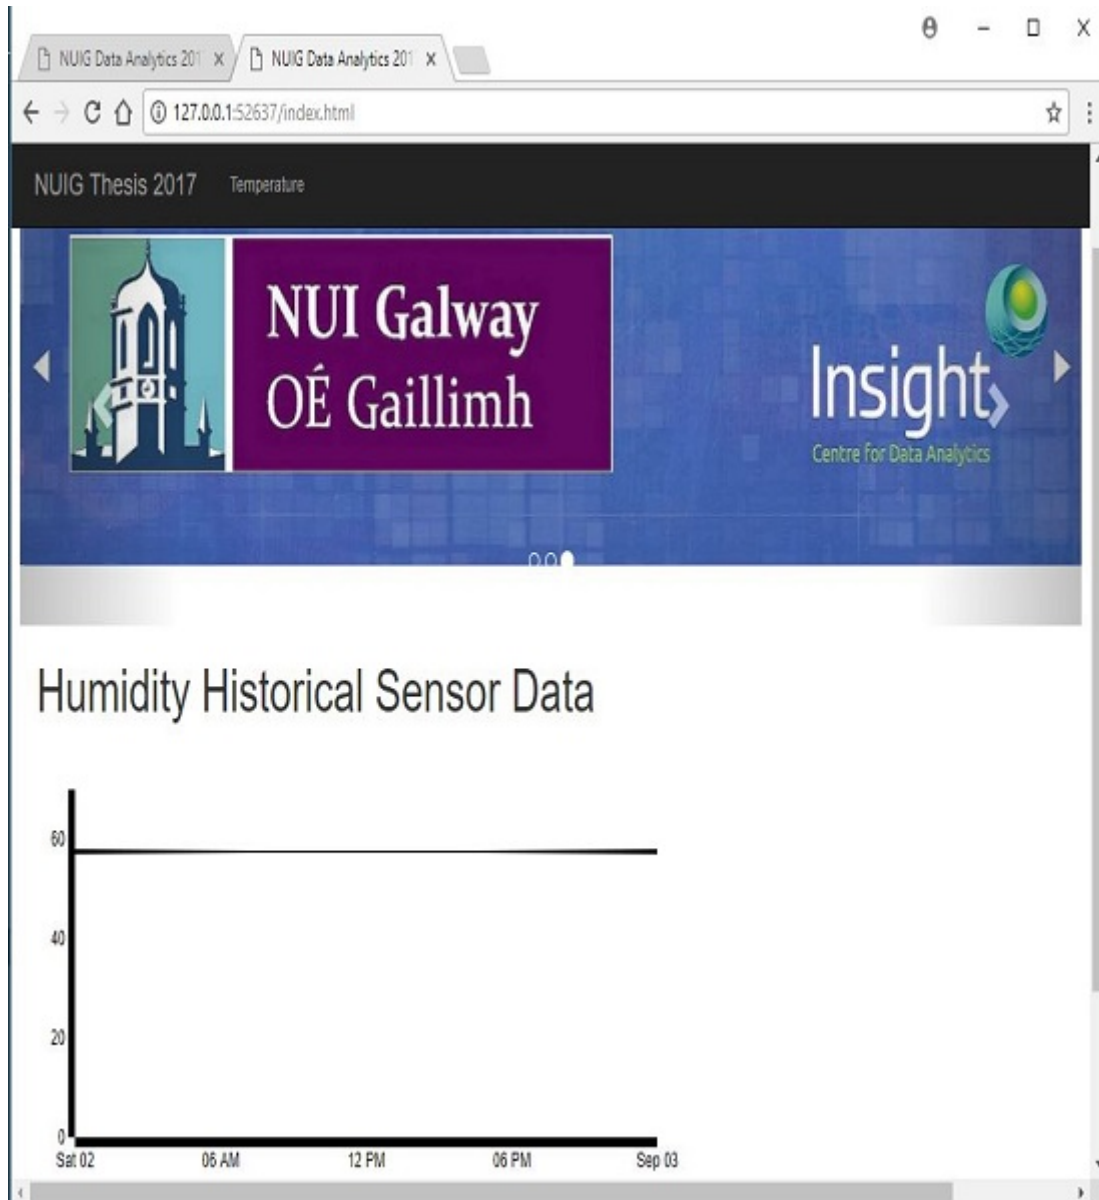 NUIG Data Analytics 201
NUIG Data Analytics 201
127.0.0.1:52637/index.html
NUIG Thesis 2017 Temperature
NUI Galway
OÉ Gaillimh
Insight
Centre for Data Analytics
Humidity Historical Sensor Data
60
40
20
0
Sat 02 06 AM 12 PM 06 PM Sep 03